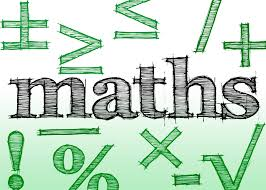 ± ≥ ≤ / +
maths
! — % × − √